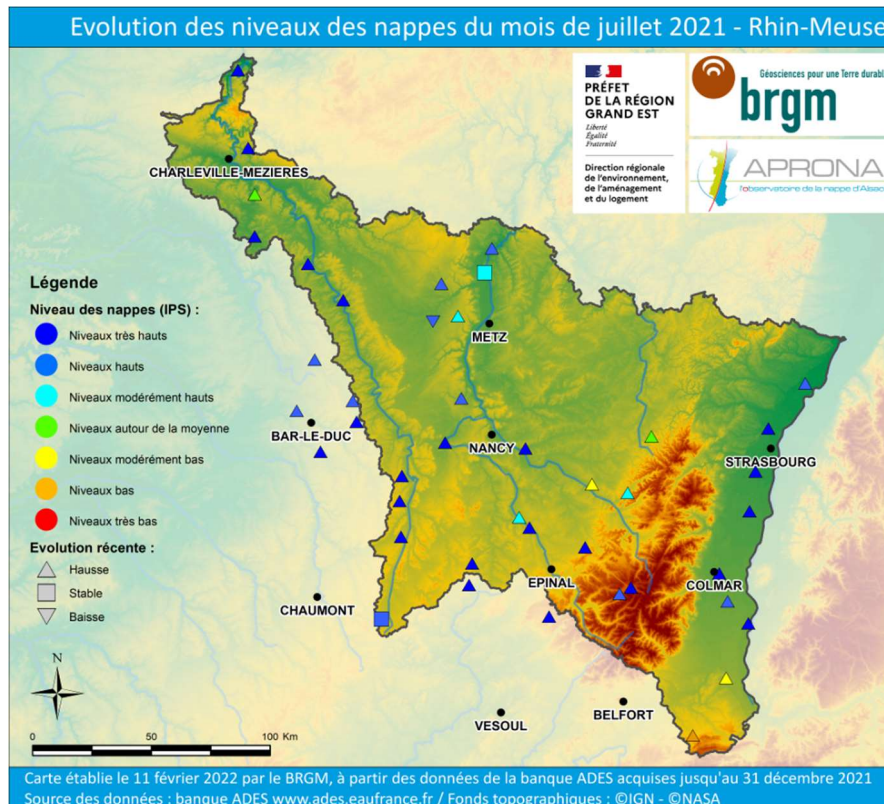 Evolution des niveaux des nappes du mois de juillet 2021 - Rhin-Meuse
PRÉFET
DE LA RÉGION
GRAND EST
Liberté
Égalité
Fraternité
Direction régionale
de l'environnement,
de l'aménagement
et du logement
Géosciences pour une Terre durable
brgm
APRONA
l'observatoire de la nappe d'Alsace
CHARLEVILLE-MEZIERES
METZ
BAR-LE-DUC
NANCY
STRASBOURG
EPINAL
COLMAR
CHAUMONT
VESOUL
BELFORT
Légende
Niveau des nappes (IPS) :
Niveaux très hauts
Niveaux hauts
Niveaux modérément hauts
Niveaux autour de la moyenne
Niveaux modérément bas
Niveaux bas
Niveaux très bas
Evolution récente :
Hausse
Stable
Baisse
N
0 50 100 Km
Carte établie le 11 février 2022 par le BRGM, à partir des données de la banque ADES acquises jusqu'au 31 décembre 2021
Source des données : banque ADES www.ades.eaufrance.fr / Fonds topographiques : ©IGN - ©NASA